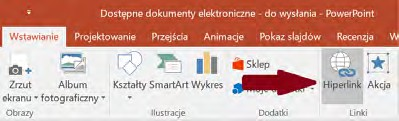 Dostępne dokumenty elektroniczne - do wysłania - PowerPoint
Wstawianie Projektowanie Przejścia Animacje Pokaz slajdów Recenzja
Zrzut ekranu
Album fotograficzny
Kształty SmartArt Wykres
Sklep
Hiperlink Akcja
Obrazy Ilustracje Dodatki Linki